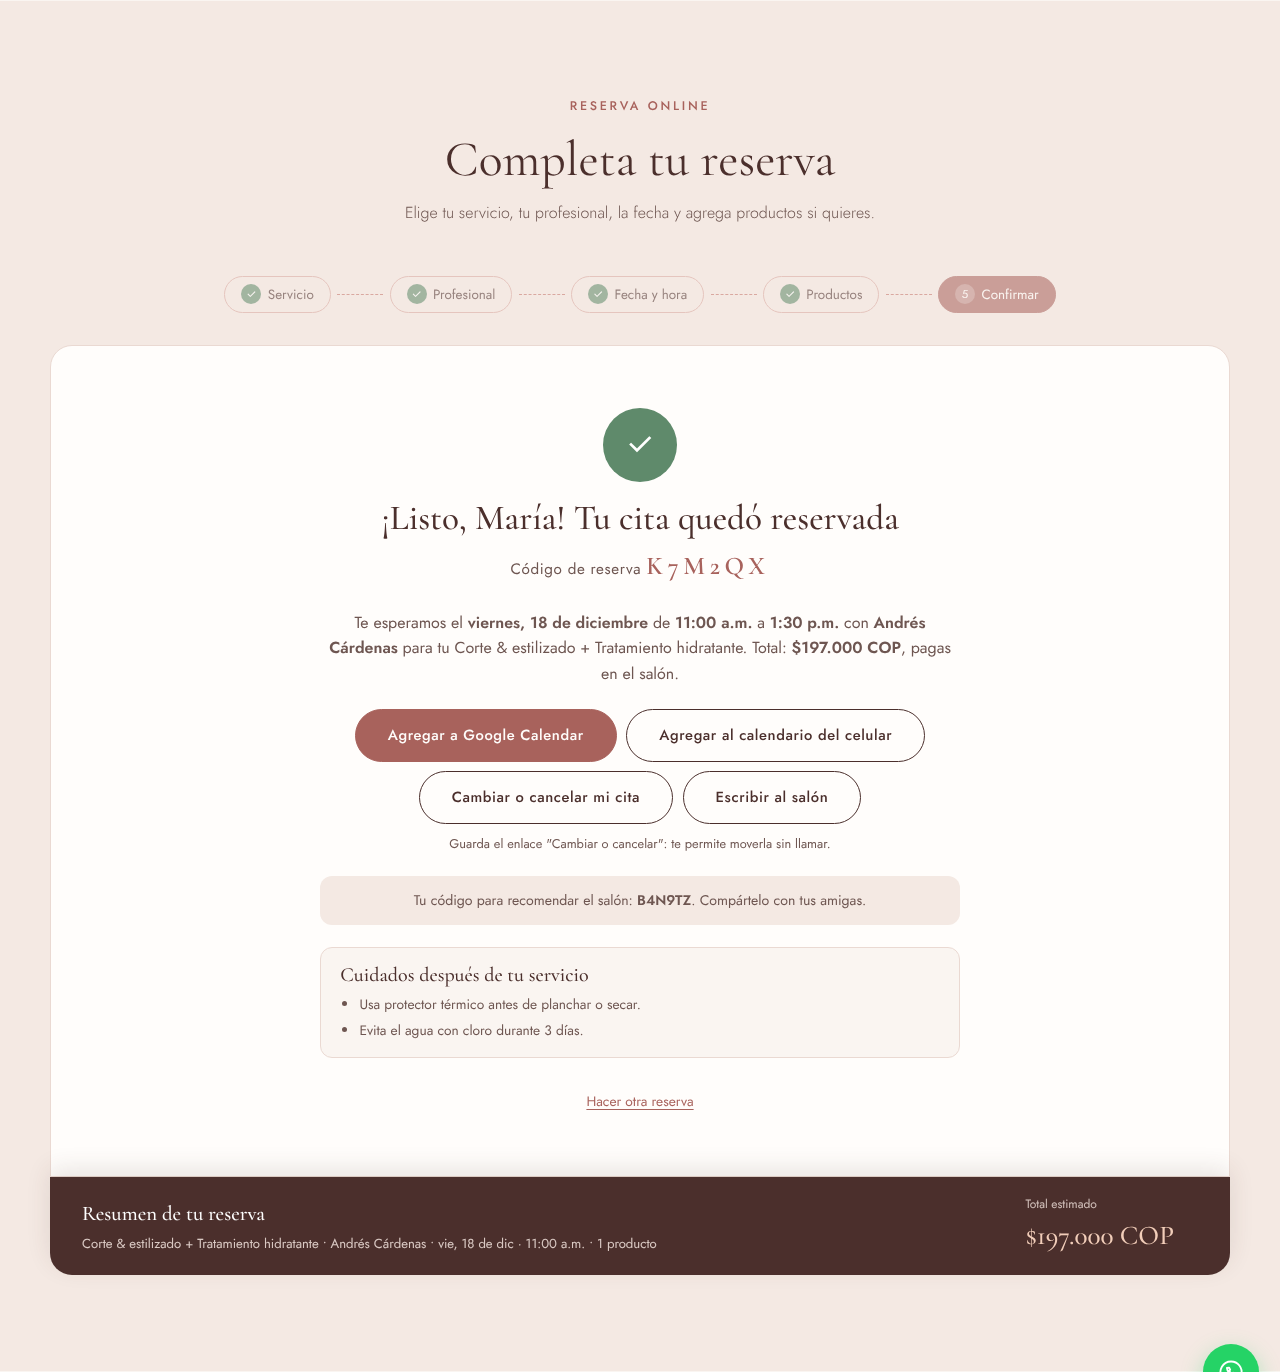 RESERVA ONLINE
Completa tu reserva
Elige tu servicio, tu profesional, la fecha y agrega productos si quieres.
Servicio
Profesional
Fecha y hora
Productos
5 Confirmar
¡Listo, María! Tu cita quedó reservada
Código de reserva K7M2QX
Te esperamos el viernes, 18 de diciembre de 11:00 a.m. a 1:30 p.m. con Andrés
Cárdenas para tu Corte & estilizado + Tratamiento hidratante. Total: $197.000 COP, pagas
en el salón.
Agregar a Google Calendar
Agregar al calendario del celular
Cambiar o cancelar mi cita
Escribir al salón
Guarda el enlace "Cambiar o cancelar": te permite moverla sin llamar.
Tu código para recomendar el salón: B4N9TZ. Compártelo con tus amigas.
Cuidados después de tu servicio
• Usa protector térmico antes de planchar o secar.
• Evita el agua con cloro durante 3 días.
Hacer otra reserva
Resumen de tu reserva
Corte & estilizado + Tratamiento hidratante · Andrés Cárdenas · vie, 18 de dic · 11:00 a.m. · 1 producto
Total estimado
$197.000 COP